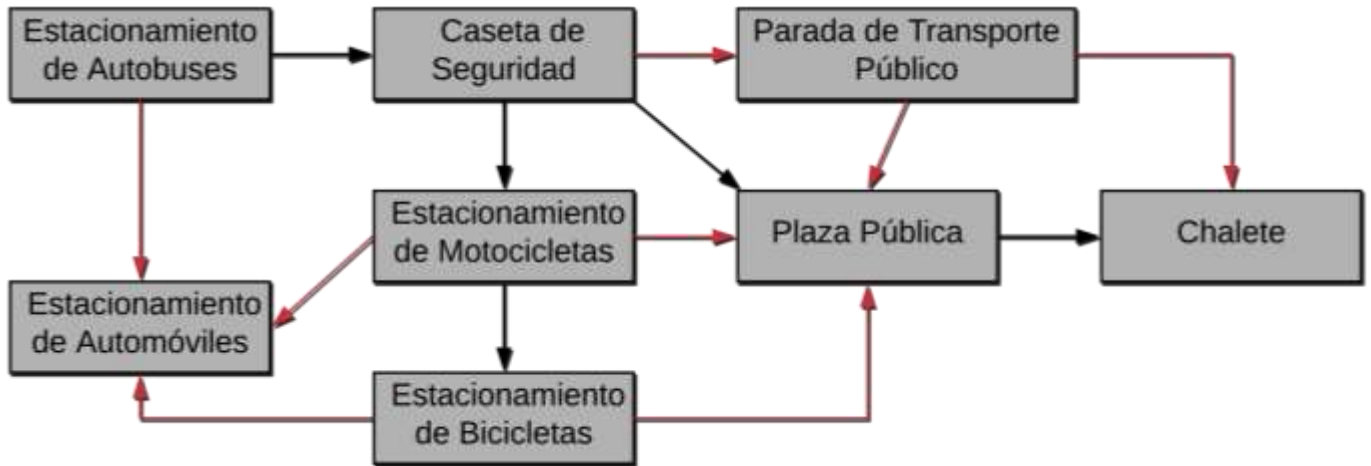 Estacionamiento
de Autobuses
Caseta de
Seguridad
Parada de Transporte
Público
Estacionamiento
de Motocicletas
Plaza Pública
Chalete
Estacionamiento
de Automóviles
Estacionamiento
de Bicicletas